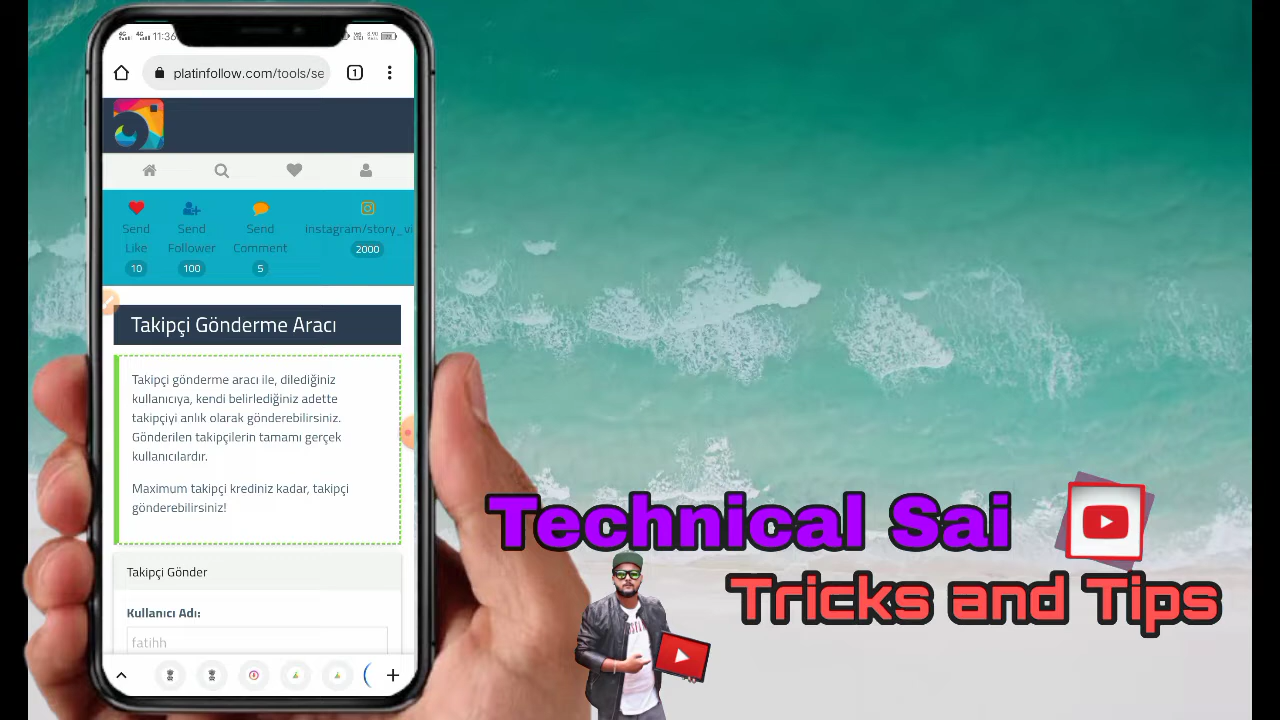 11:36
platinfollow.com/tools/se
1
Send Like
10
Send Follower
100
Send Comment
5
instagram/story_vi
2000
Takipçi Gönderme Aracı
Takipçi gönderme aracı ile, dilediğiniz
kullanıcıya, kendi belirlediğiniz adette
takipçiyi anlık olarak gönderebilirsiniz.
Gönderilen takipçilerin tamamı gerçek
kullanıcılardır.
Maximum takipçi krediniz kadar, takipçi
gönderebilirsiniz!
Takipçi Gönder
Kullanıcı Adı:
fatihh
Technical Sai
Tricks and Tips